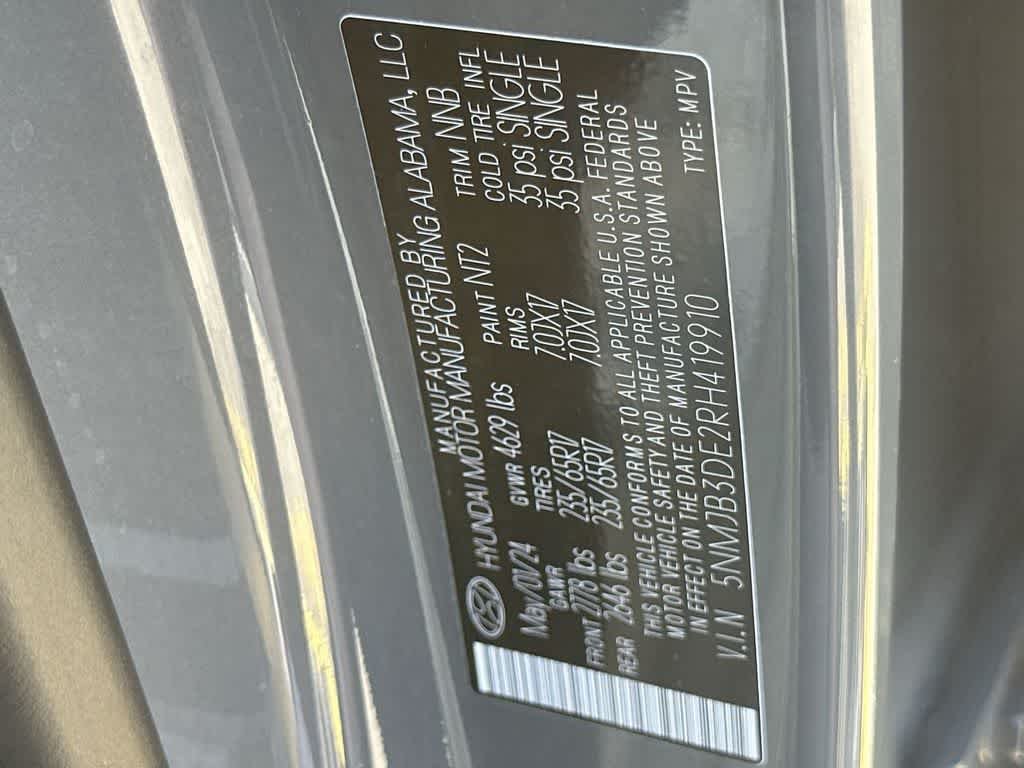 MANUFACTURED BY
HYUNDAI MOTOR MANUFACTURING ALABAMA, LLC
May/00/24 GVWR 4629 lbs PAINT NT2 TRIM NNB
GAWR TIRES RIMS COLD TIRE INFL
FRNT 2778 lbs 235/65R17 7.0JX17 35 psi SINGLE
REAR 2646 lbs 235/65R17 7.0JX17 35 psi SINGLE
THIS VEHICLE CONFORMS TO ALL APPLICABLE U.S.A. FEDERAL
MOTOR VEHICLE SAFETY AND THEFT PREVENTION STANDARDS
IN EFFECT ON THE DATE OF MANUFACTURE SHOWN ABOVE
V.I.N 5NMJB3DE2RH419910 TYPE: MPV